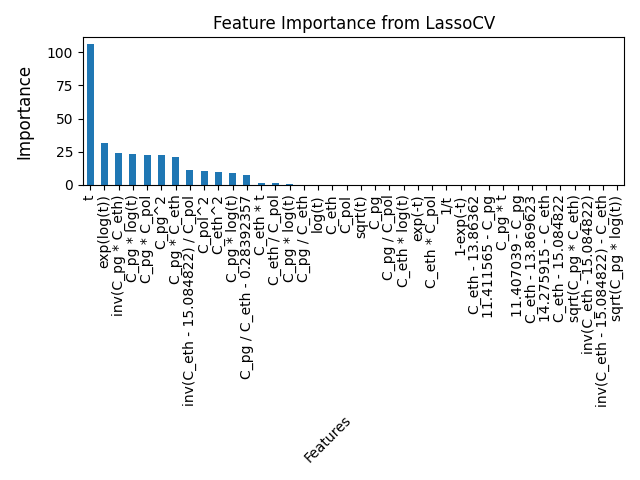 Feature Importance from LassoCV
Importance
100
75
50
25
0
t
exp(log(t))
inv(C_pg * C_eth)
C_pg * log(t)
C_pg * C_pol
C_pg^2
C_pg * C_eth
inv(C_eth - 15.084822) / C_pol
C_pol^2
C_eth^2
C_pg * log(t)
C_pg / C_eth - 0.28392357
C_eth * t
C_eth / C_pol
C_pg * log(t)
C_pg / C_eth
log(t)
C_eth
C_pol
sqrt(t)
C_pg
C_pg / C_pol
C_eth * log(t)
exp(-t)
C_eth * C_pol
1/t
1-exp(-t)
C_eth - 13.86362
11.411565 - C_pg
C_pg * t
11.407039 - C_pg
C_eth - 13.869623
14.275915 - C_eth
C_eth - 15.084822
sqrt(C_pg * C_eth)
inv(C_eth - 15.084822)
inv(C_eth - 15.084822) - C_eth
sqrt(C_pg * log(t))
Features